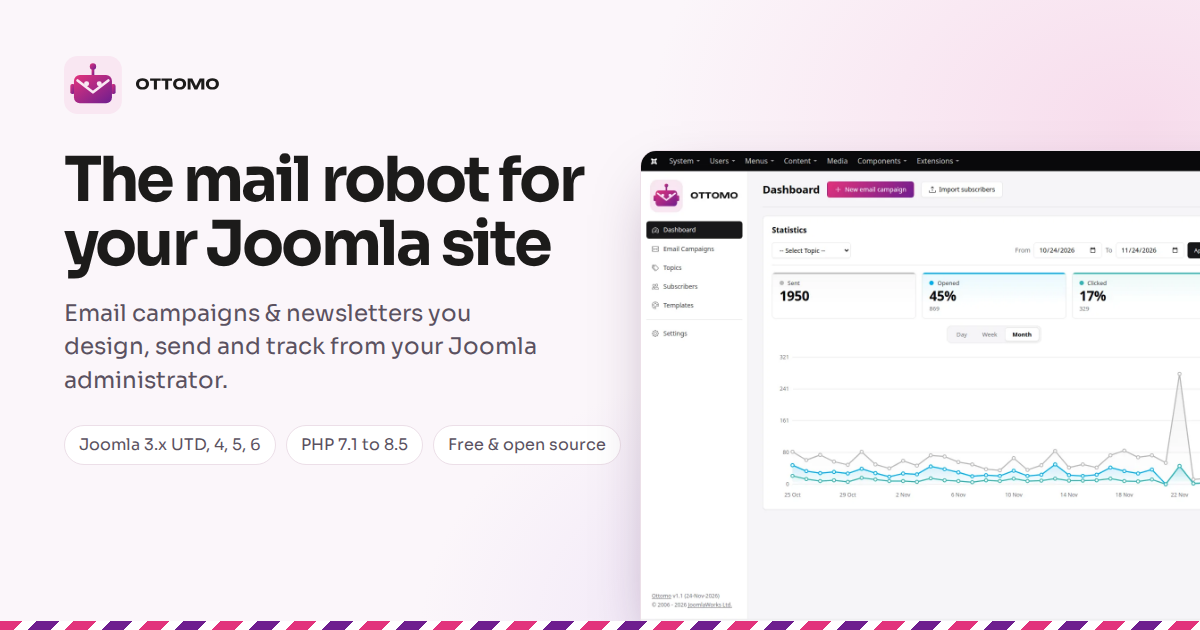 OTTOMO
The mail robot for
your Joomla site
Email campaigns & newsletters you
design, send and track from your Joomla
administrator.
Joomla 3.x UTD, 4, 5, 6
PHP 7.1 to 8.5
Free & open source
System
Users
Menus
Content
Media
Components
Extensions
OTTOMO
Dashboard
Email Campaigns
Topics
Subscribers
Templates
Settings
Ottomo v1.1 (24-Nov-2026)
© 2006 - 2026 JoomlaWorks Ltd.
Dashboard
+ New email campaign
Import subscribers
Statistics
-- Select Topic --
From 10/24/2026 To 11/24/2026
Sent
1950
Opened
45%
869
Clicked
17%
329
Day
Week
Month
321
241
161
80
0
25 Oct
29 Oct
2 Nov
6 Nov
10 Nov
14 Nov
18 Nov
22 Nov